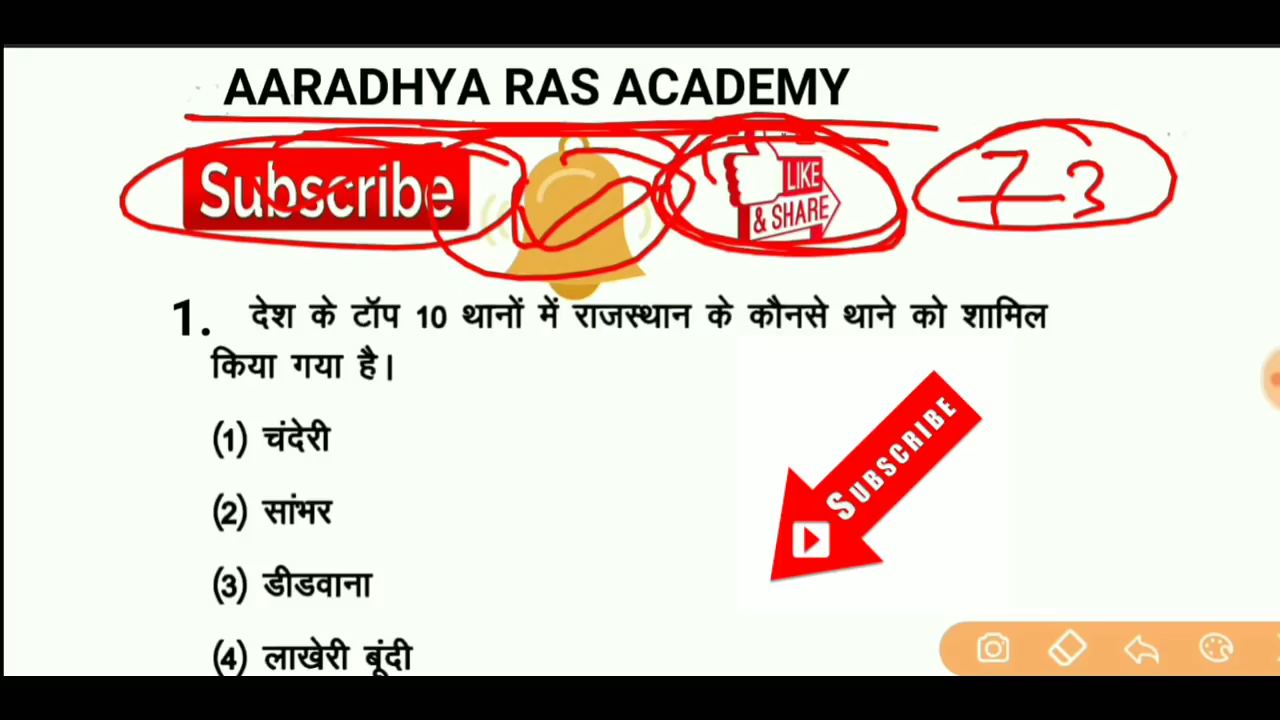 AARADHYA RAS ACADEMY
Subscribe
LIKE
& SHARE
73
1. देश के टॉप 10 थानों में राजस्थान के कौनसे थाने को शामिल
किया गया है।
(1) चंदेरी
(2) सांभर
(3) डीडवाना
(4) लाखेरी बूंदी
SUBSCRIBE